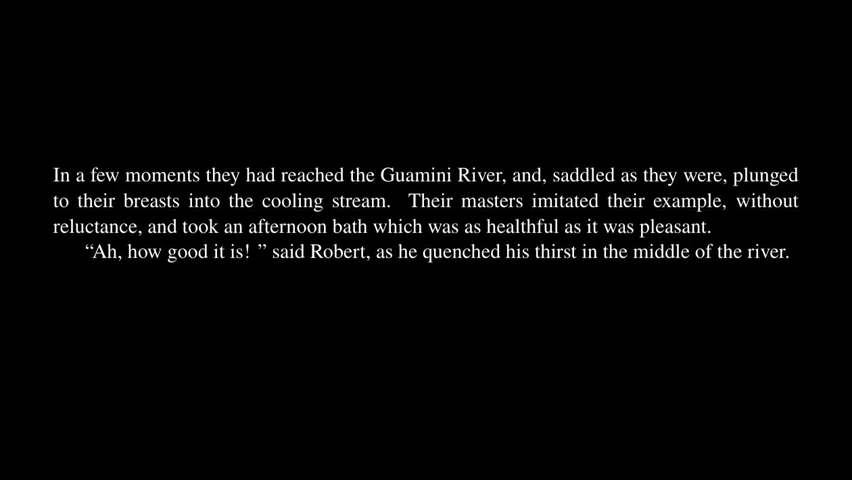 In a few moments they had reached the Guamini River, and, saddled as they were, plunged
to their breasts into the cooling stream. Their masters imitated their example, without
reluctance, and took an afternoon bath which was as healthful as it was pleasant.
“Ah, how good it is! ” said Robert, as he quenched his thirst in the middle of the river.